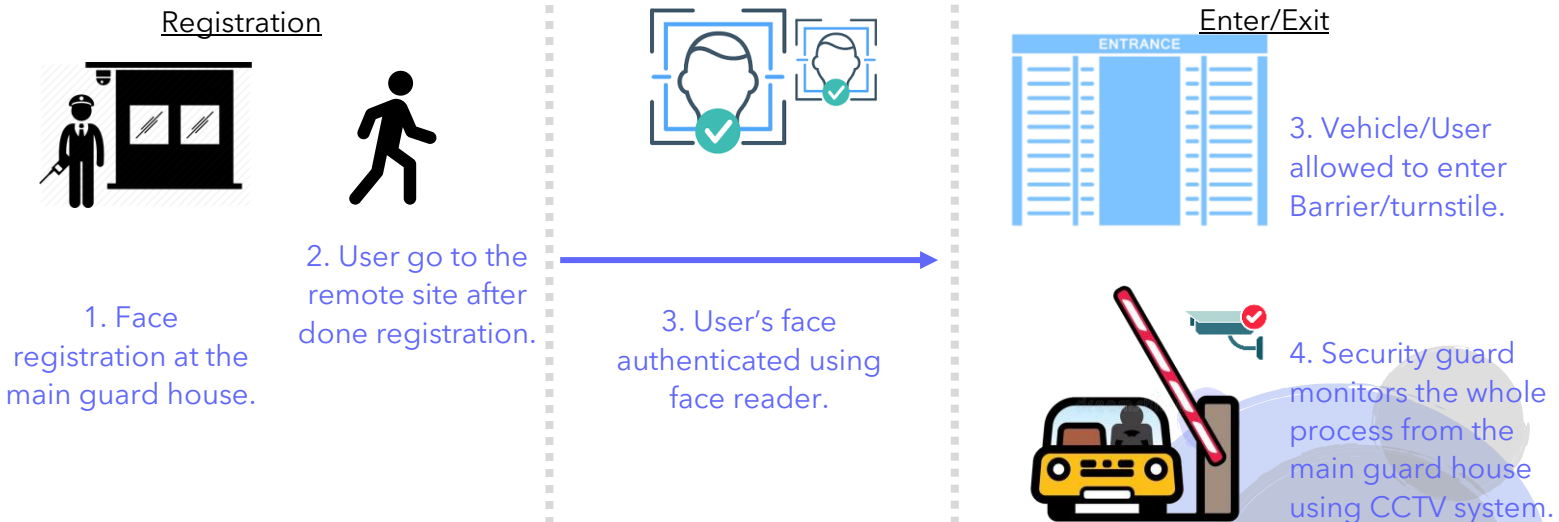 Registration
1. Face
registration at the
main guard house.
2. User go to the
remote site after
done registration.
3. User’s face
authenticated using
face reader.
Enter/Exit
ENTRANCE
3. Vehicle/User
allowed to enter
Barrier/turnstile.
4. Security guard
monitors the whole
process from the
main guard house
using CCTV system.